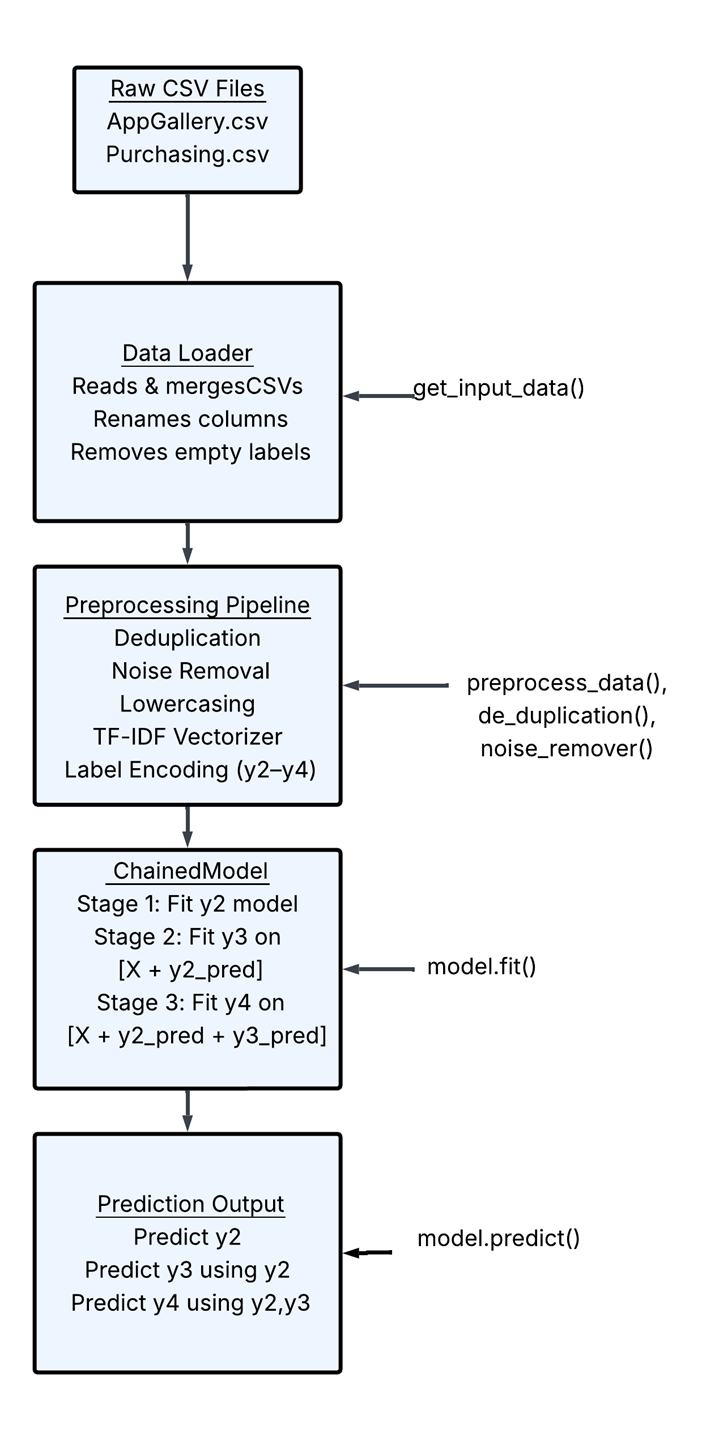 Raw CSV Files
AppGallery.csv
Purchasing.csv
Data Loader
Reads & mergesCSVs
Renames columns
Removes empty labels
get_input_data()
Preprocessing Pipeline
Deduplication
Noise Removal
Lowercasing
TF-IDF Vectorizer
Label Encoding (y2–y4)
preprocess_data(),
de_duplication(),
noise_remover()
ChainedModel
Stage 1: Fit y2 model
Stage 2: Fit y3 on
[X + y2_pred]
Stage 3: Fit y4 on
[X + y2_pred + y3_pred]
model.fit()
Prediction Output
Predict y2
Predict y3 using y2
Predict y4 using y2,y3
model.predict()